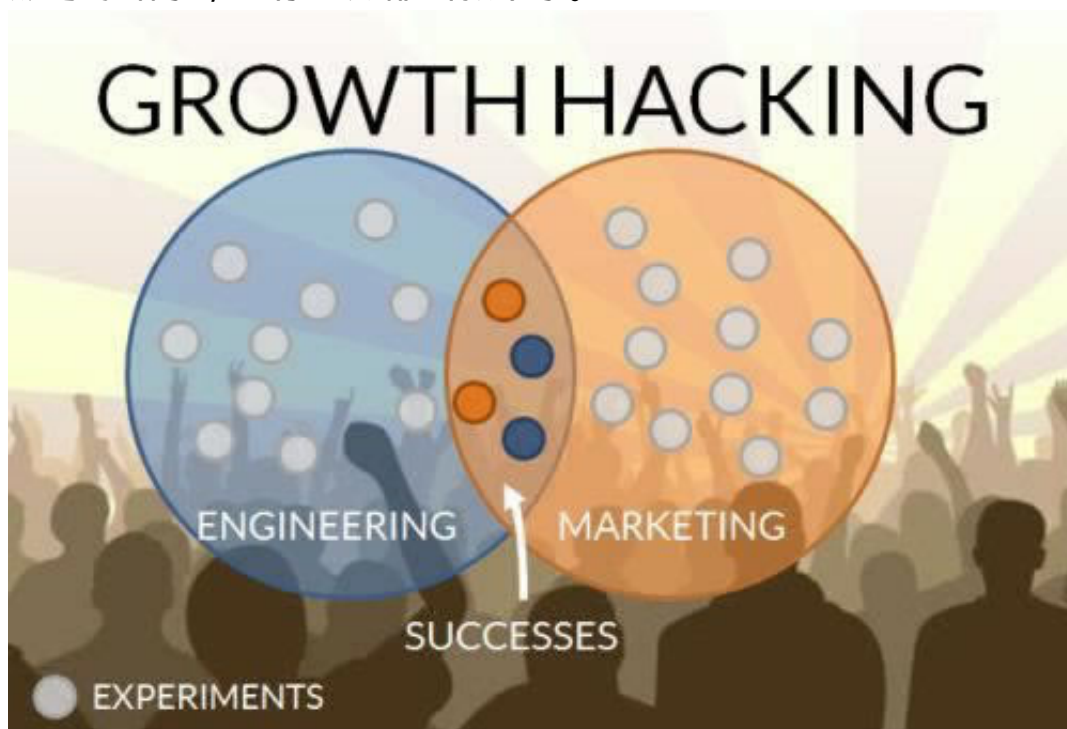 GROWTH HACKING
ENGINEERING
MARKETING
SUCCESSES
EXPERIMENTS